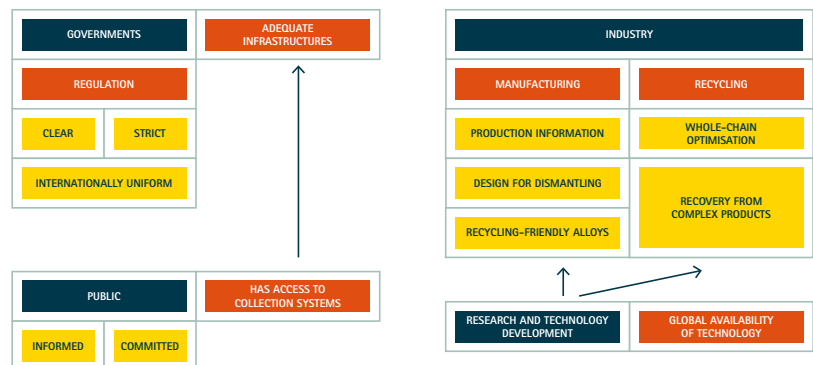 GOVERNMENTS
ADEQUATE
INFRASTRUCTURES
REGULATION
CLEAR
STRICT
INTERNATIONALLY UNIFORM
PUBLIC
HAS ACCESS TO
COLLECTION SYSTEMS
INFORMED
COMMITTED
INDUSTRY
MANUFACTURING
RECYCLING
PRODUCTION INFORMATION
WHOLE-CHAIN
OPTIMISATION
DESIGN FOR DISMANTLING
RECOVERY FROM
COMPLEX PRODUCTS
RECYCLING-FRIENDLY ALLOYS
RESEARCH AND TECHNOLOGY
DEVELOPMENT
GLOBAL AVAILABILITY
OF TECHNOLOGY